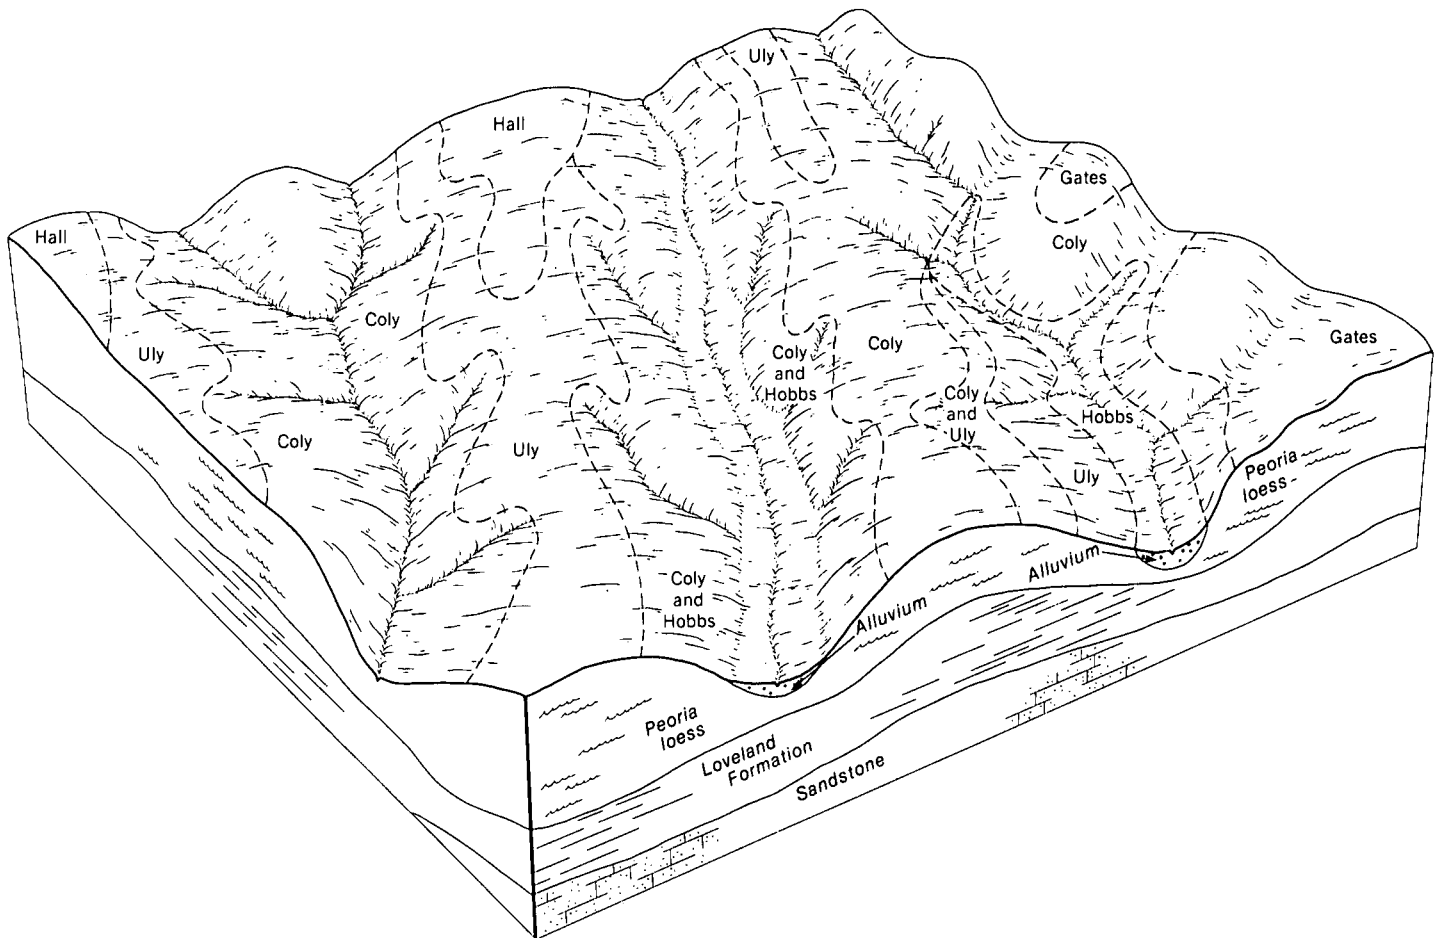 Uly
Hall
Gates
Hall
Coly
Coly
Uly
Gates
Coly
Coly
and
Hobbs
Coly
and
Uly
Hobbs
Coly
Uly
Uly
Peoria
loess
Alluvium
Coly
and
Hobbs
Alluvium
Peoria
loess
Loveland
Formation
Sandstone